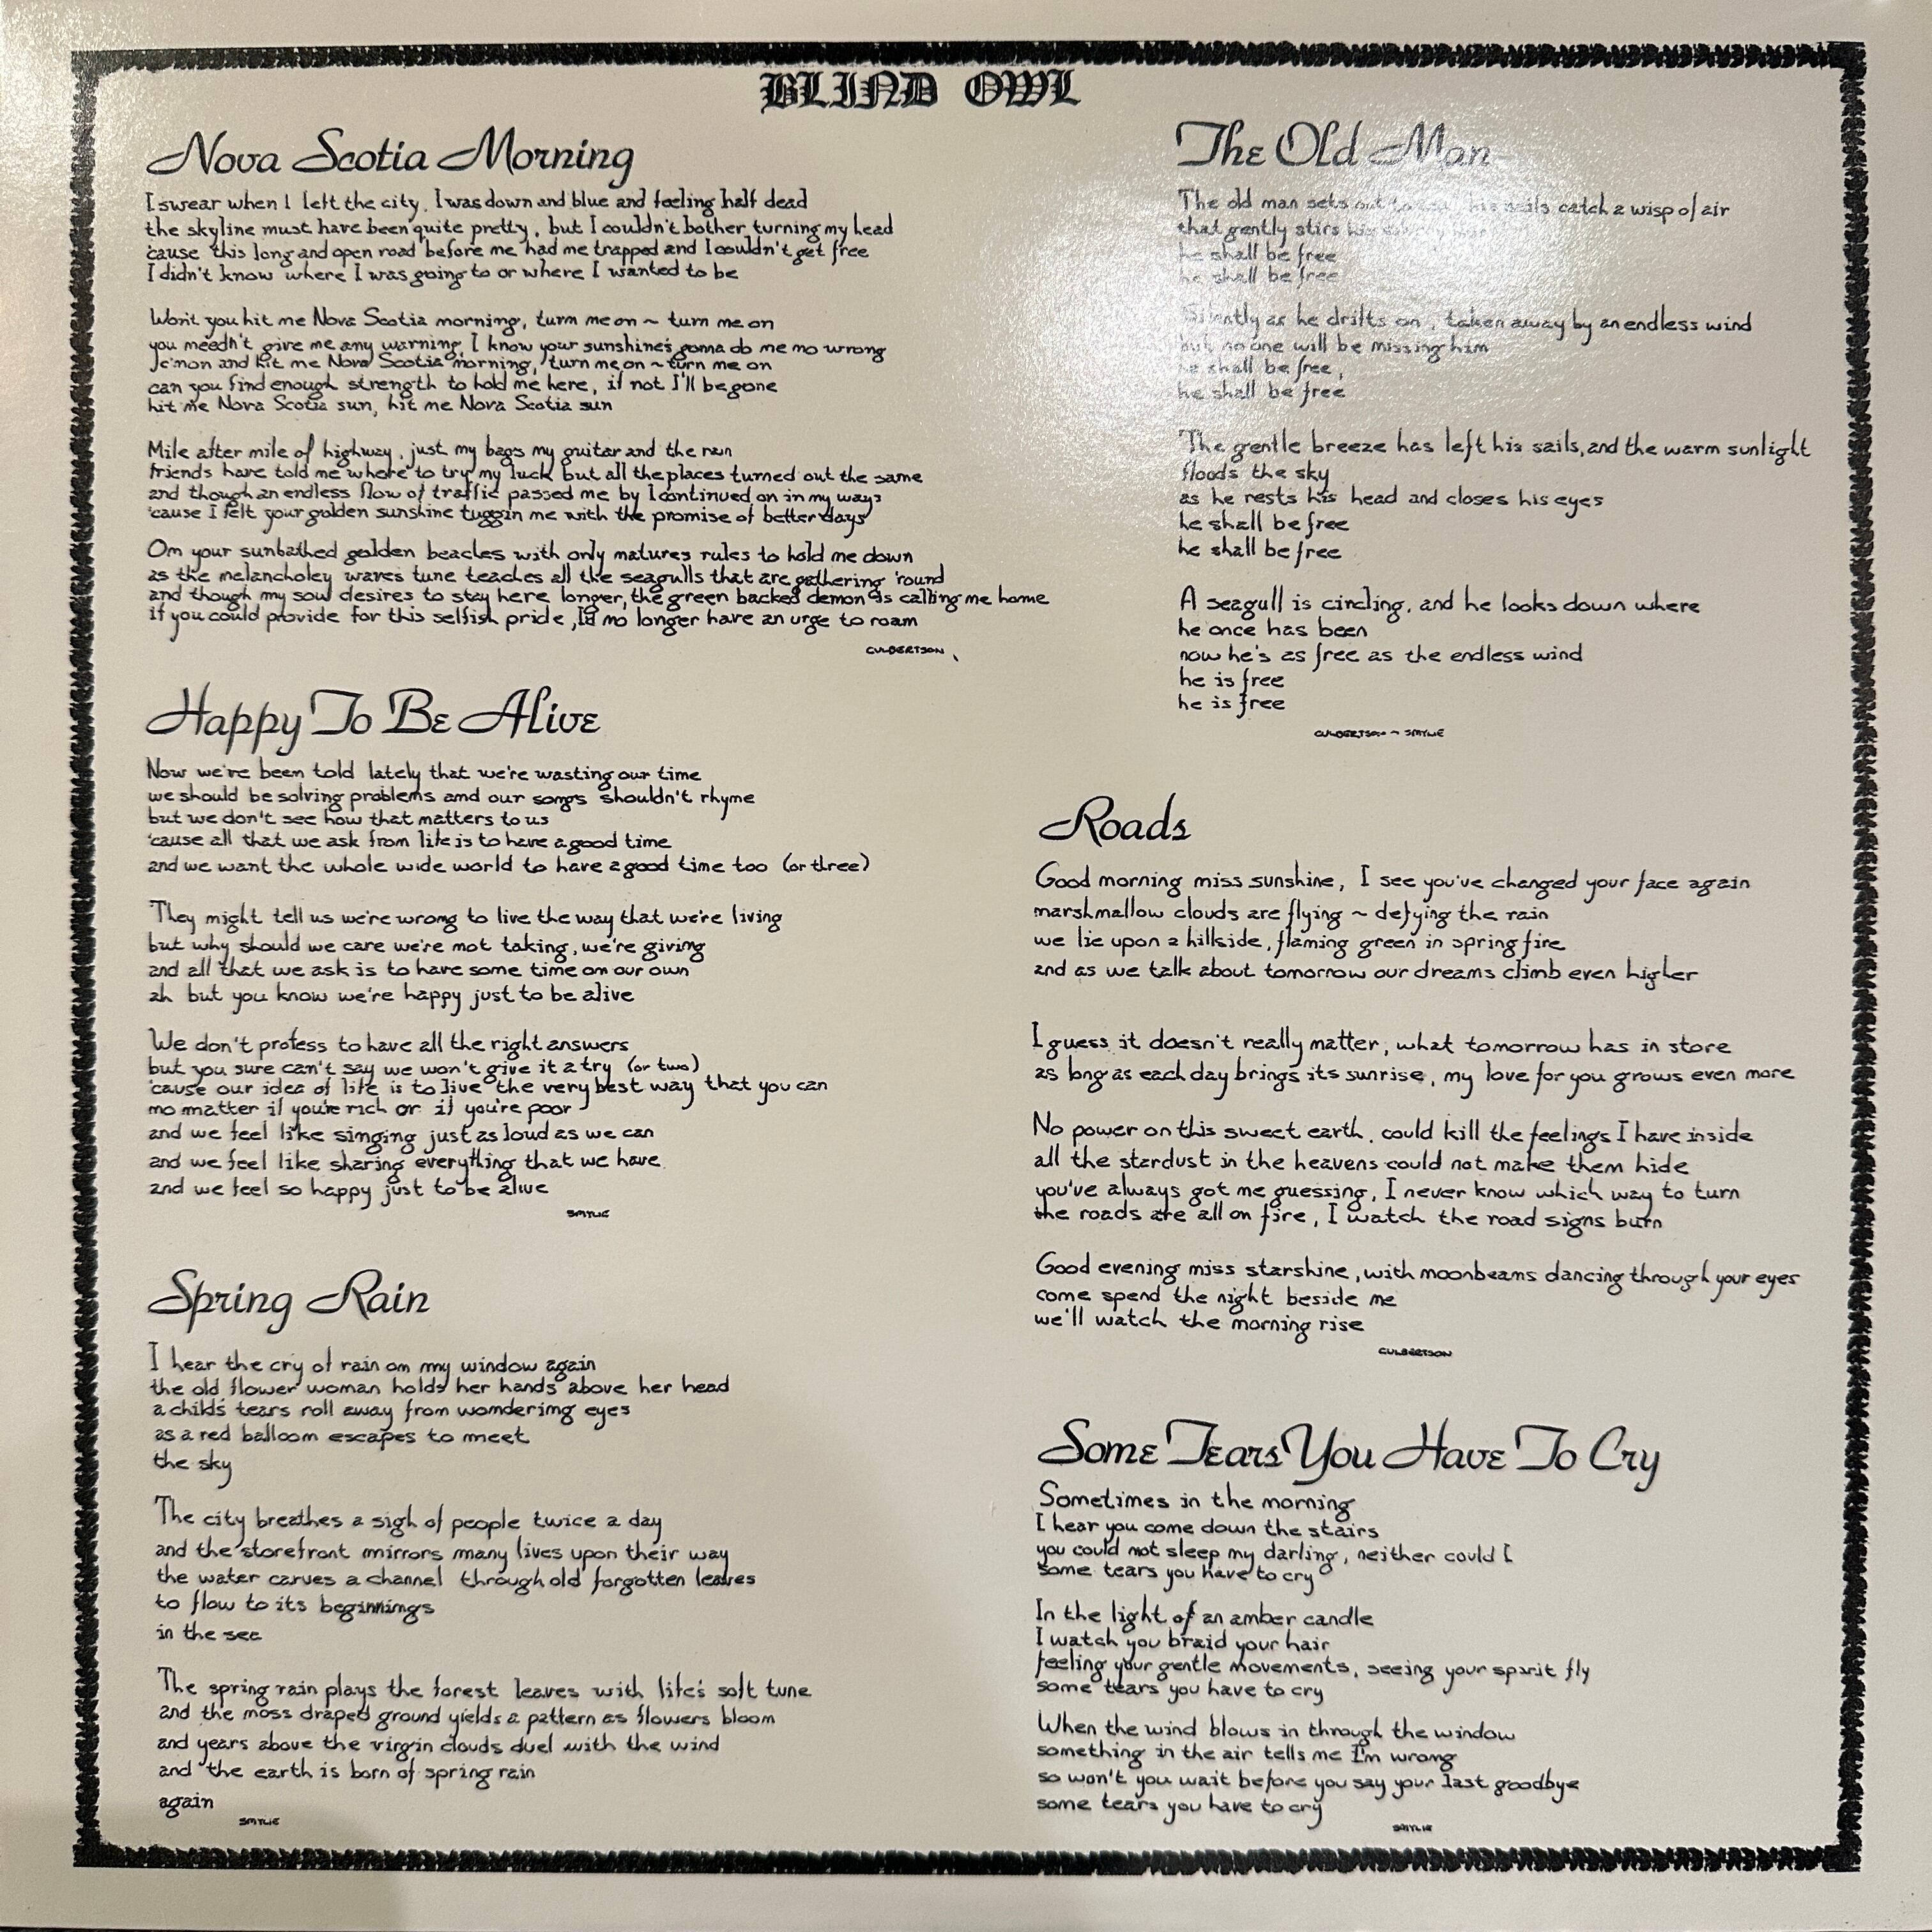 BLIND OWL
Nova Scotia Morning
I swear when I left the city, I was down and blue and feeling half dead
the skyline must have been quite pretty, but I couldn't bother turning my head
'cause this long and open road before me had me trapped and I couldn't get free
I didn't know where I was going to or where I wanted to be
Won't you hit me Nova Scotia morning, turn me on ~ turn me on
you needn't give me any warning, I know your sunshine's gonna do me no wrong
c'mon and hit me Nova Scotia morning, turn me on ~ turn me on
can you find enough strength to hold me here, if not I'll be gone
hit me Nova Scotia sun, hit me Nova Scotia sun
Mile after mile of highway, just my bags my guitar and the rain
friends have told me where to try my luck but all the places turned out the same
and though an endless flow of traffic passed me by I continued on in my ways
'cause I felt your golden sunshine tuggin me with the promise of better days
On your sunbathed golden beaches with only natures rules to hold me down
as the melancholey waves tune teaches all the seagulls that are gathering 'round
and though my soul desires to stay here longer, the green backed demon is calling me home
if you could provide for this selfish pride, I'd no longer have an urge to roam
CULBERTSON
Happy To Be Alive
Now we've been told lately that we're wasting our time
we should be solving problems and our songs shouldn't rhyme
but we don't see how that matters to us
'cause all that we ask from life is to have a good time
and we want the whole wide world to have a good time too (or three)
They might tell us we're wrong to live the way that we're living
but why should we care we're not taking, we're giving
and all that we ask is to have some time on our own
ah but you know we're happy just to be alive
We don't profess to have all the right answers
but you sure can't say we won't give it a try (or two)
'cause our idea of life is to live the very best way that you can
no matter if you're rich or if you're poor
and we feel like singing just as loud as we can
and we feel like sharing everything that we have
and we feel so happy just to be alive
SMYLIE
Spring Rain
I hear the cry of rain on my window again
the old flower woman holds her hands above her head
a child's tears roll away from wondering eyes
as a red balloon escapes to meet
the sky
The city breathes a sigh of people twice a day
and the storefront mirrors many lives upon their way
the water carves a channel through old forgotten leaves
to flow to its beginnings
in the sea
The spring rain plays the forest leaves with life's soft tune
and the moss draped ground yields a pattern as flowers bloom
and years above the virgin clouds duel with the wind
and the earth is born of spring rain
again
SMYLIE
The Old Man
The old man sets out to sea, his sails catch a wisp of air
that gently stirs his
he shall be free
he shall be free
Silently as he drifts on, taken away by an endless wind
but no one will be missing him
he shall be free,
he shall be free
The gentle breeze has left his sails, and the warm sunlight
floods the sky
as he rests his head and closes his eyes
he shall be free
he shall be free
A seagull is circling, and he looks down where
he once has been
now he's as free as the endless wind
he is free
he is free
CULBERTSON ~ SMYLIE
Roads
Good morning miss sunshine, I see you've changed your face again
marshmallow clouds are flying ~ defying the rain
we lie upon a hillside, flaming green in spring fire
and as we talk about tomorrow our dreams climb even higher
I guess it doesn't really matter, what tomorrow has in store
as long as each day brings its sunrise, my love for you grows even more
No power on this sweet earth, could kill the feelings I have inside
all the stardust in the heavens could not make them hide
you've always got me guessing, I never know which way to turn
the roads are all on fire, I watch the road signs burn
Good evening miss starshine, with moonbeams dancing through your eyes
come spend the night beside me
we'll watch the morning rise
CULBERTSON
Some Tears You Have To Cry
Sometimes in the morning
I hear you come down the stairs
you could not sleep my darling, neither could I
some tears you have to cry
In the light of an amber candle
I watch you braid your hair
feeling your gentle movements, seeing your spirit fly
some tears you have to cry
When the wind blows in through the window
something in the air tells me I'm wrong
so won't you wait before you say your last goodbye
some tears you have to cry
SMYLIE